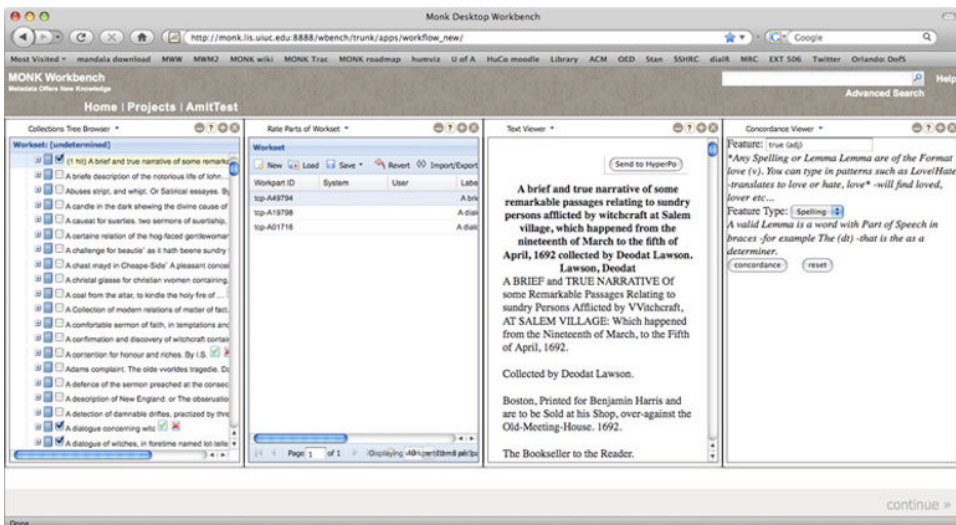 Monk Desktop Workbench
http://monk.lis.uiuc.edu:8888/wbench/trunk/apps/workflow_new/
Google
Most Visited mandala download MWW MWM2 MONK wiki MONK Trac MONK roadmap humviz U of A HuCo moodle Library ACM OED Stan SSHRC dialR MRC EXT 506 Twitter Orlando: DofS
MONK Workbench
Metadata Offers New Knowledge
Help
Advanced Search
Home | Projects | AmitTest
Collections Tree Browser
Workset: [undetermined]
(1 hit) A brief and true narrative of some remarka
A briefe description of the notorious life of Iohn...
Abuses stript, and whipt. Or Satirical essayes. By
A candle in the dark shewing the divine cause of
A caueat for suerties. two sermons of suertiship,
A certaine relation of the hog-faced gentlewoman
A challenge for beautie' as it hath beene sundry
A chast mayd in Cheape-Side' A pleasant concei
A christal glasse for christian vvomen containing
A coal from the altar, to kindle the holy fire of ...
A Collection of modern relations of matter of fact,
A comfortable sermon of faith, in temptations and
A confirmation and discovery of witchcraft contai
A contention for honour and riches. By I.S.
Adams complaint. The olde vvorldes tragedie. Da
A defence of the sermon preached at the consec
A description of New England: or The observatio
A detection of damnable driftes, practized by thre
A dialogue concerning witc
A dialogue of witches, in foretime named lot-telle
Rate Parts of Workset
Workset
New Load Save Revert Import/Export
Workpart ID System User Labe
tcp-A49794 A brie
tcp-A19798 A dialo
tcp-A01716 A dialo
Page 1 of 1
Text Viewer
Send to HyperPo
A brief and true narrative of some
remarkable passages relating to sundry
persons afflicted by witchcraft at Salem
village, which happened from the
nineteenth of March to the fifth of
April, 1692 collected by Deodat Lawson.
Lawson, Deodat
A BRIEF and TRUE NARRATIVE Of
some Remarkable Passages Relating to
sundry Persons Afflicted by VVitchcraft,
AT SALEM VILLAGE: Which happened
from the Nineteenth of March, to the Fifth
of April, 1692.
Collected by Deodat Lawson.
Boston, Printed for Benjamin Harris and
are to be Sold at his Shop, over-against the
Old-Meeting-House. 1692.
The Bookseller to the Reader.
Concordance Viewer
Feature: true (adj)
*Any Spelling or Lemma Lemma are of the Format
love (v). You can type in patterns such as Love|Hate
-translates to love or hate, love* -will find loved,
lover etc...
Feature Type: Spelling
A valid Lemma is a word with Part of Speech in
braces -for example The (dt) -that is the as a
determiner.
concordance reset
continue »
Done